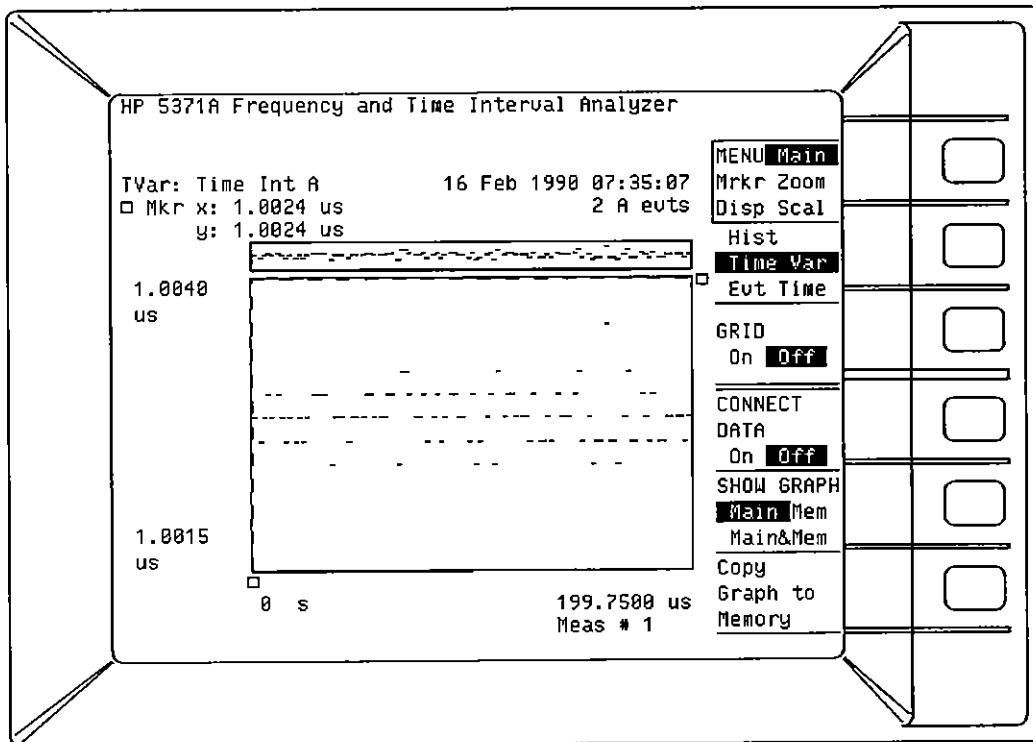 HP 5371A Frequency and Time Interval Analyzer
TVar: Time Int A
16 Feb 1990 07:35:07
Mkr x: 1.0024 us
2 A evts
y: 1.0024 us
1.0040
us
1.0015
us
0 s
199.7500 us
Meas # 1
MENU Main
Mrkr Zoom
Disp Scal
Hist
Time Var
Evt Time
GRID
On Off
CONNECT
DATA
On Off
SHOW GRAPH
Main Mem
Main&Mem
Copy
Graph to
Memory